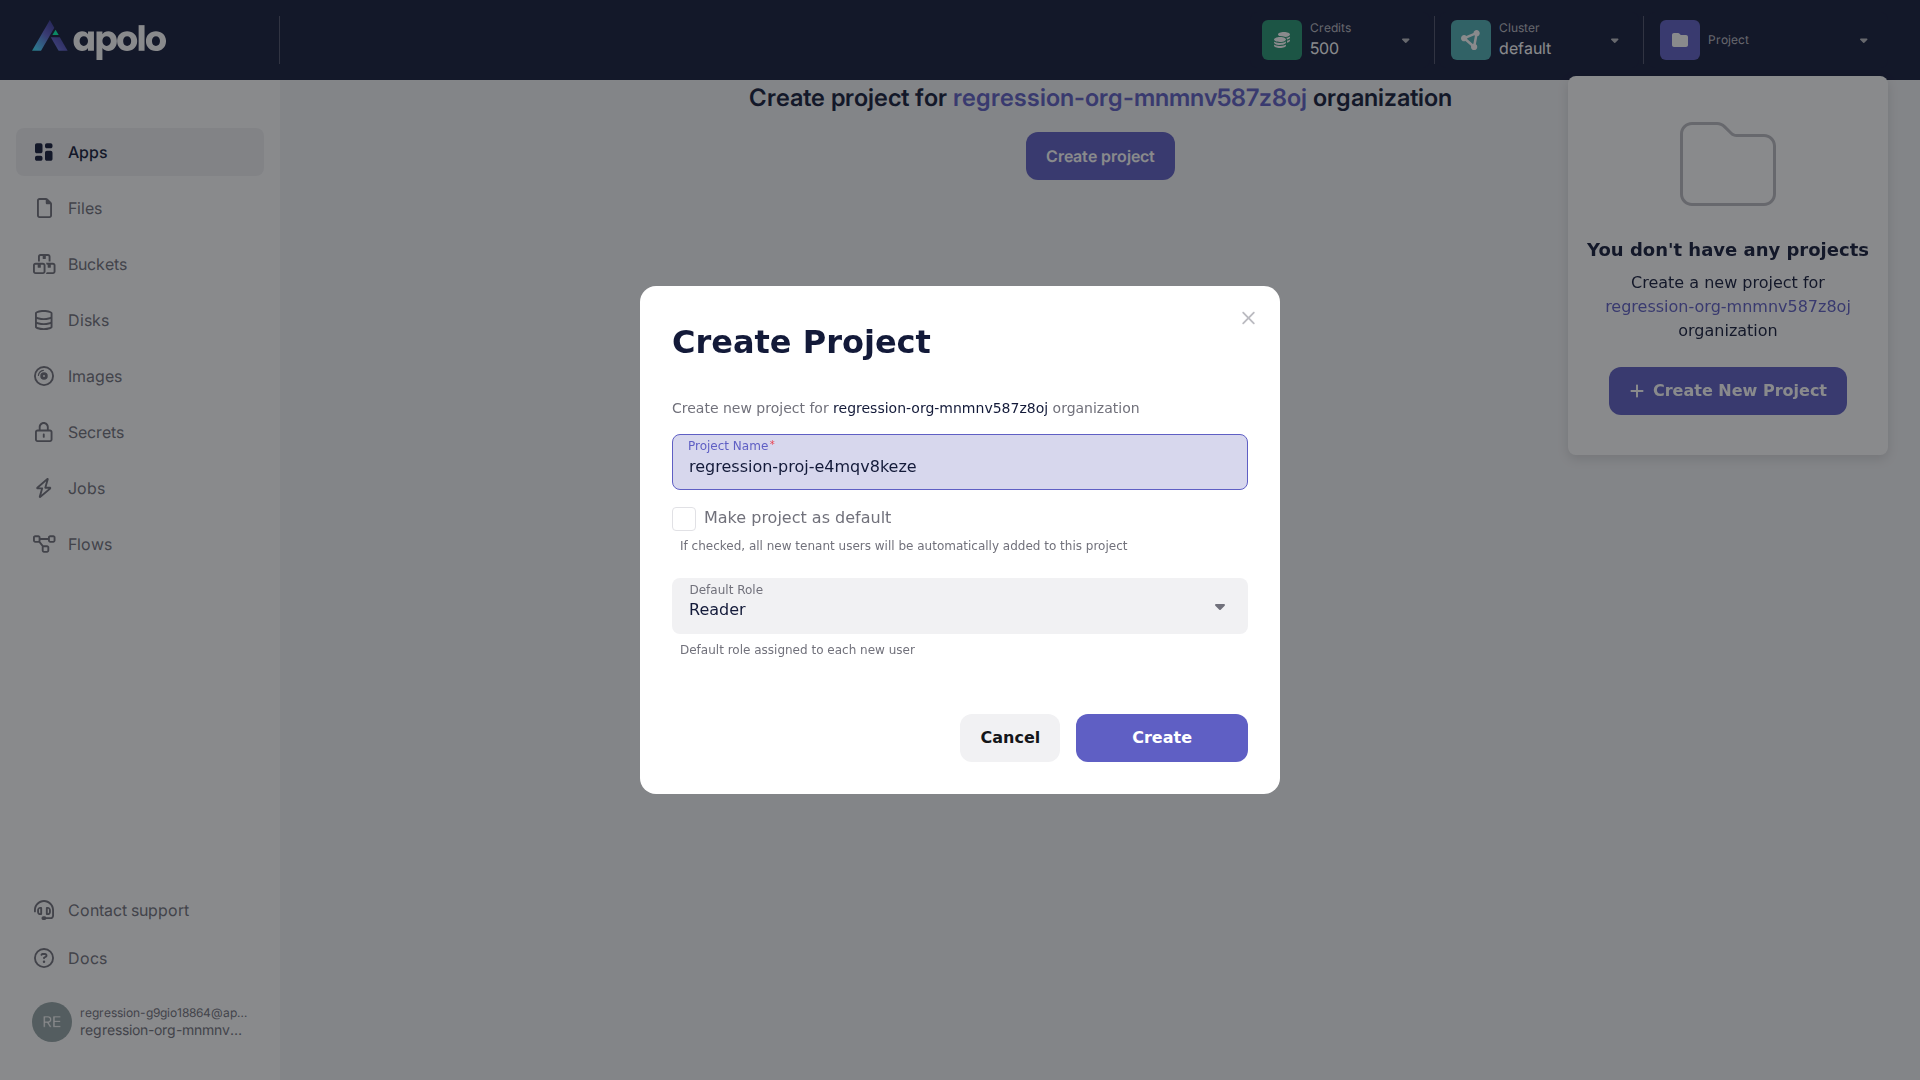 apolo
Credits
500
Cluster
default
Project
Create project for regression-org-mnmnv587z8oj organization
Create project
Apps
Files
Buckets
Disks
Images
Secrets
Jobs
Flows
You don't have any projects
Create a new project for
regression-org-mnmnv587z8oj
organization
Create New Project
Create Project
Create new project for regression-org-mnmnv587z8oj organization
Project Name*
regression-proj-e4mqv8keze
Make project as default
If checked, all new tenant users will be automatically added to this project
Default Role
Reader
Default role assigned to each new user
Cancel
Create
Contact support
Docs
RE
regression-g9gio18864@ap...
regression-org-mnmnv...